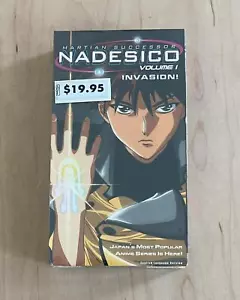 MARTIAN SUCCESSOR
NADESICO
VOLUME 1
INVASION!
$19.95
JAPAN'S MOST POPULAR
ANIME SERIES IS HERE!